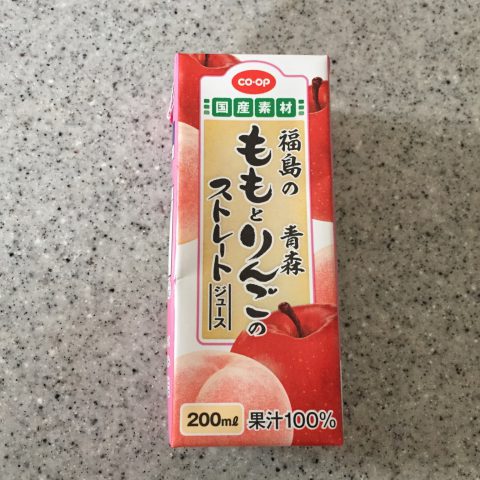 CO・OP
国産素材
福島の
ももと
青森
りんごの
ストレート
ジュース
200ml
果汁100%